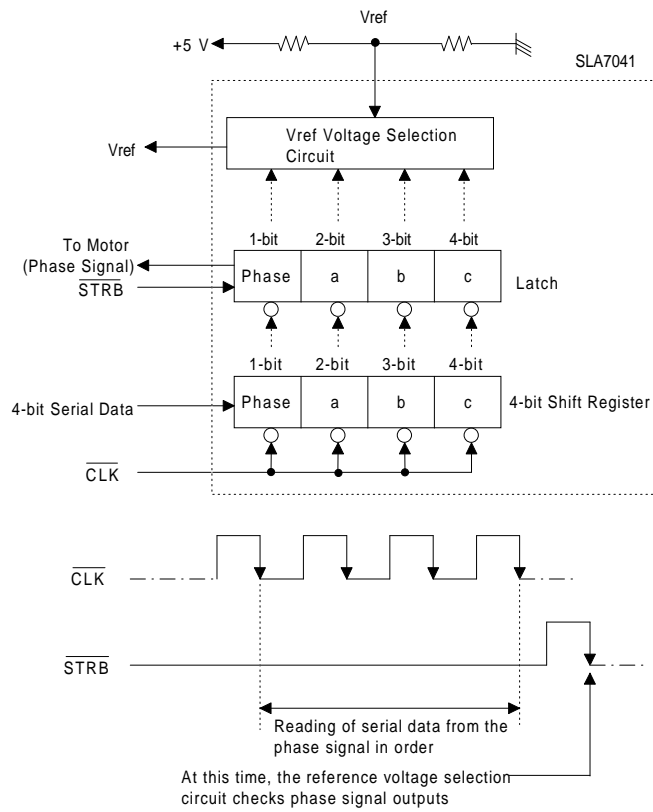 Vref
+5 V
SLA7041
Vref Voltage Selection
Circuit
Vref
1-bit 2-bit 3-bit 4-bit
To Motor
(Phase Signal)
STRB
Phase a b c
Latch
1-bit 2-bit 3-bit 4-bit
4-bit Serial Data
Phase a b c
4-bit Shift Register
CLK
CLK
STRB
Reading of serial data from the
phase signal in order
At this time, the reference voltage selection
circuit checks phase signal outputs